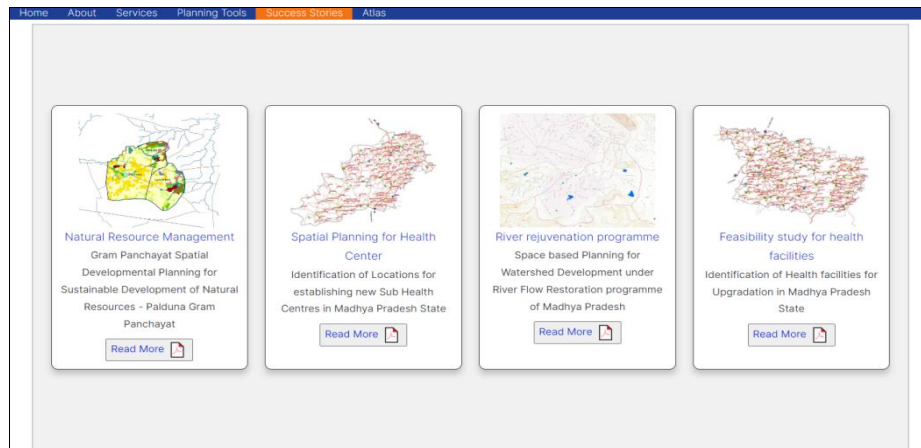 Home About Services Planning Tools Success Stories Atlas
Natural Resource Management
Gram Panchayat Spatial
Developmental Planning for
Sustainable Development of Natural
Resources - Palduna Gram
Panchayat
Read More
Spatial Planning for Health
Center
Identification of Locations for
establishing new Sub Health
Centres in Madhya Pradesh State
Read More
River rejuvenation programme
Space based Planning for
Watershed Development under
River Flow Restoration programme
of Madhya Pradesh
Read More
Feasibility study for health
facilities
Identification of Health facilities for
Upgradation in Madhya Pradesh
State
Read More